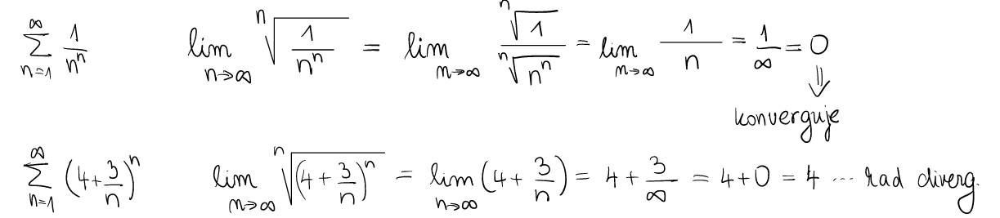 $\sum_{n=1}^{\infty} \frac{1}{n^n}$  $\lim_{n \to \infty} \sqrt[n]{\frac{1}{n^n}} = \lim_{n \to \infty} \frac{\sqrt[n]{1}}{\sqrt[n]{n^n}} = \lim_{n \to \infty} \frac{1}{n} = \frac{1}{\infty} = 0$
⇓
konverguje
$\sum_{n=1}^{\infty} \left(4+\frac{3}{n}\right)^n$  $\lim_{n \to \infty} \sqrt[n]{\left(4+\frac{3}{n}\right)^n} = \lim_{n \to \infty} \left(4+\frac{3}{n}\right) = 4+\frac{3}{\infty} = 4+0 = 4$ ... rad diverg.